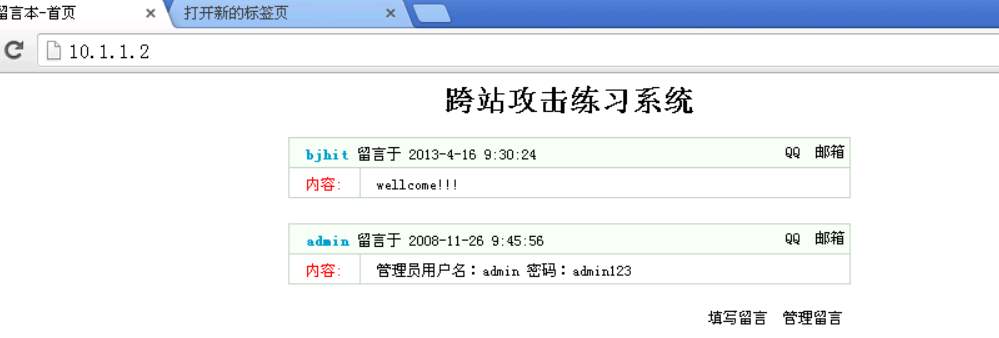 留言本-首页 打开新的标签页
10.1.1.2
跨站攻击练习系统
bjhit 留言于 2013-4-16 9:30:24 QQ 邮箱
内容: wellcome!!!
admin 留言于 2008-11-26 9:45:56 QQ 邮箱
内容: 管理员用户名：admin 密码：admin123
填写留言 管理留言